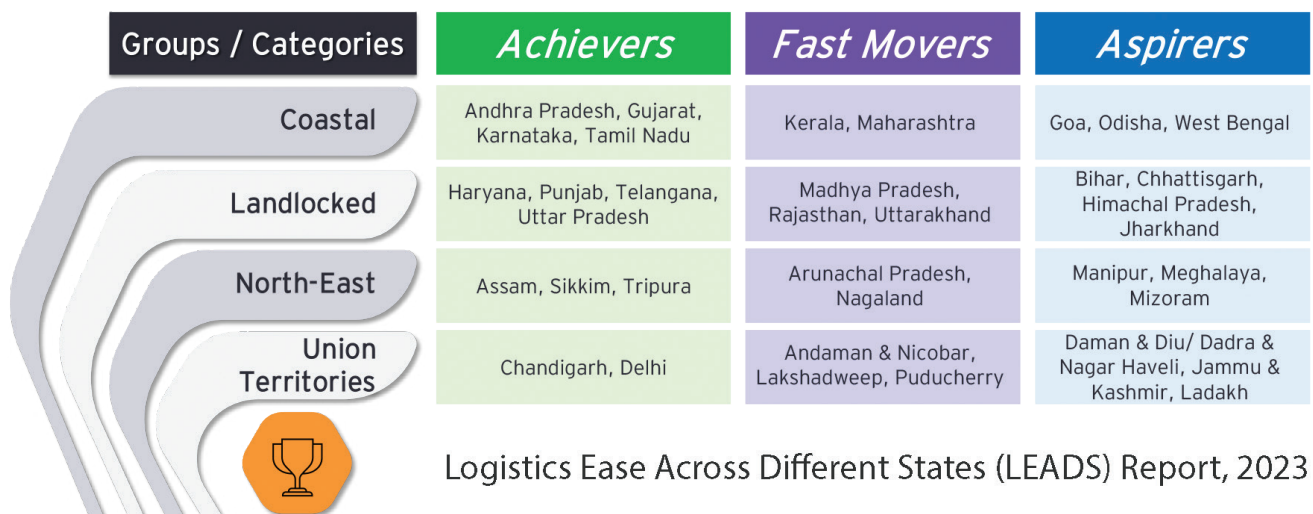 Groups / Categories
Achievers
Fast Movers
Aspirers
Coastal
Andhra Pradesh, Gujarat,
Karnataka, Tamil Nadu
Kerala, Maharashtra
Goa, Odisha, West Bengal
Landlocked
Haryana, Punjab, Telangana,
Uttar Pradesh
Madhya Pradesh,
Rajasthan, Uttarakhand
Bihar, Chhattisgarh,
Himachal Pradesh,
Jharkhand
North-East
Assam, Sikkim, Tripura
Arunachal Pradesh,
Nagaland
Manipur, Meghalaya,
Mizoram
Union
Territories
Chandigarh, Delhi
Andaman & Nicobar,
Lakshadweep, Puducherry
Daman & Diu/ Dadra &
Nagar Haveli, Jammu &
Kashmir, Ladakh
Logistics Ease Across Different States (LEADS) Report, 2023